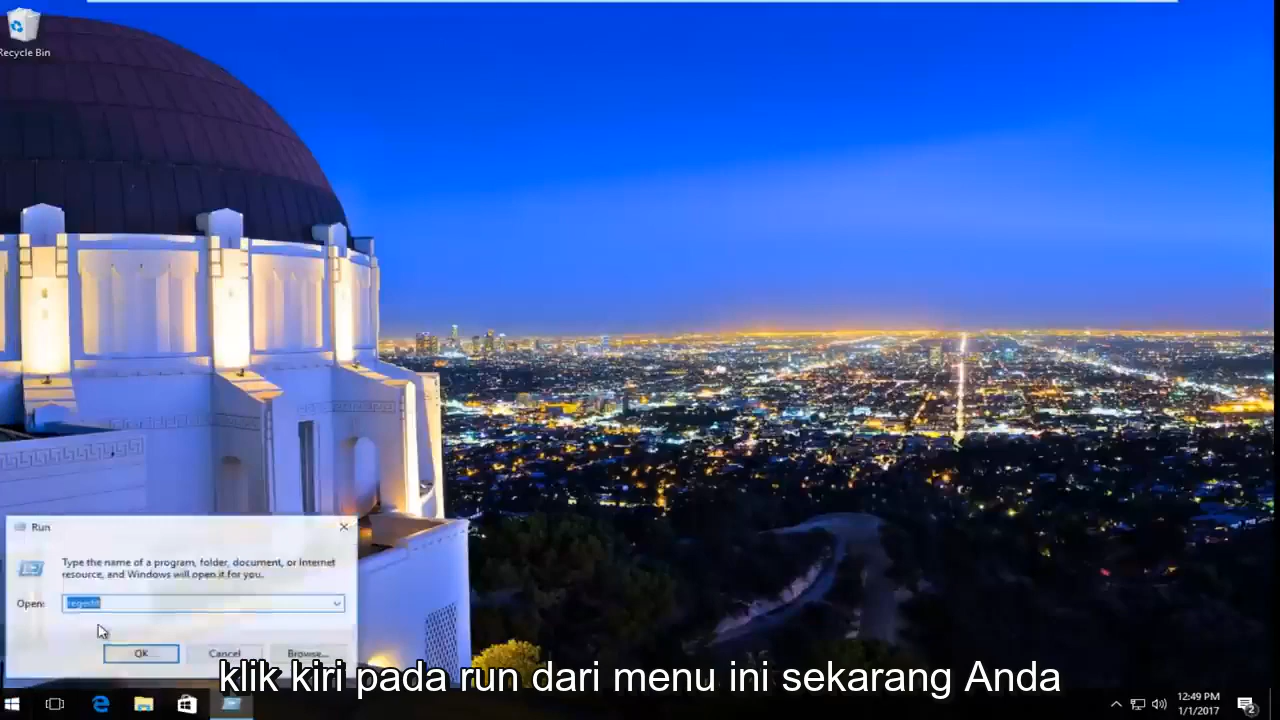 Recycle Bin
Run
Type the name of a program, folder, document, or Internet
resource, and Windows will open it for you.
Open:
regedit
OK
Cancel
Browse...
klik kiri pada run dari menu ini sekarang Anda
12:49 PM
1/1/2017
2